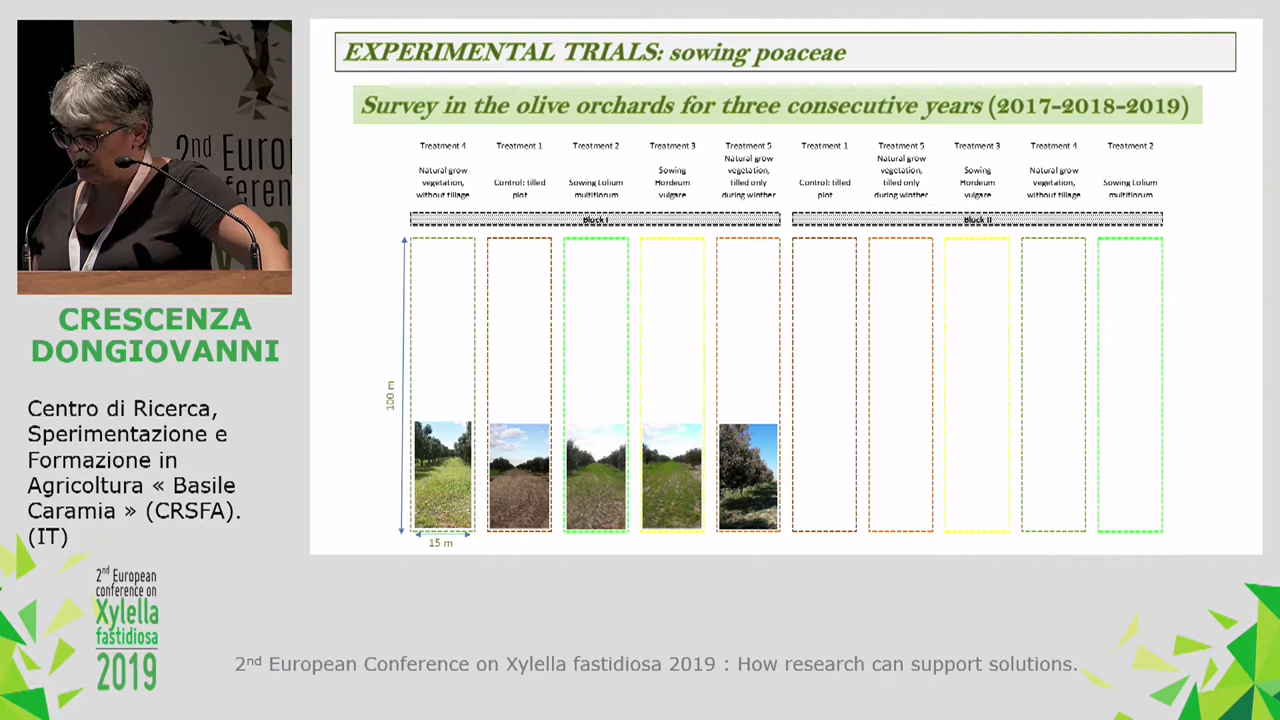 2nd Europ
feren
EXPERIMENTAL TRIALS: sowing poaceae
Survey in the olive orchards for three consecutive years (2017-2018-2019)
Treatment 4
Natural grow
vegetation,
without tillage
Treatment 1
Control: tilled
plot
Treatment 2
Sowing Lolium
multiflorum
Treatment 3
Sowing
Hordeum
vulgare
Treatment 5
Natural grow
vegetation,
tilled only
during winther
Treatment 1
Control: tilled
plot
Treatment 5
Natural grow
vegetation,
tilled only
during winther
Treatment 3
Sowing
Hordeum
vulgare
Treatment 4
Natural grow
vegetation,
without tillage
Treatment 2
Sowing Lolium
multiflorum
Block I
Block II
100 m
15 m
CRESCENZA
DONGIOVANNI
Centro di Ricerca,
Sperimentazione e
Formazione in
Agricoltura « Basile
Caramia » (CRSFA).
(IT)
2nd European
conference on
Xylella
fastidiosa
2019
2nd European Conference on Xylella fastidiosa 2019 : How research can support solutions.